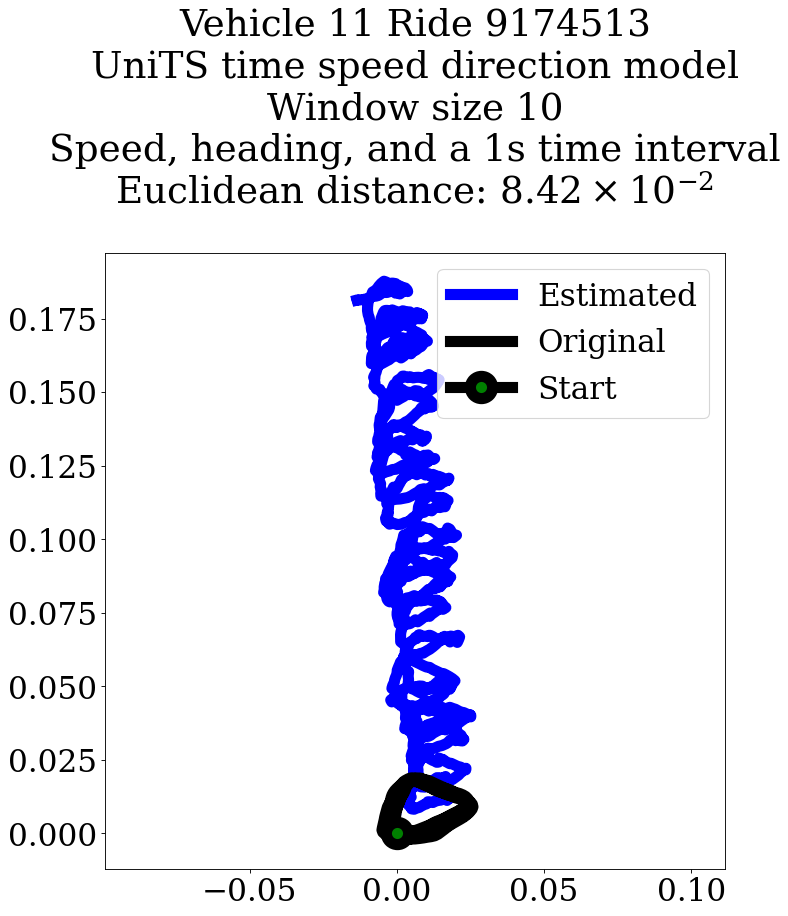 Vehicle 11 Ride 9174513
UniTS time speed direction model
Window size 10
Speed, heading, and a 1s time interval
Euclidean distance: 8.42 × 10⁻²
Estimated
Original
Start
0.175
0.150
0.125
0.100
0.075
0.050
0.025
0.000
−0.05 0.00 0.05 0.10